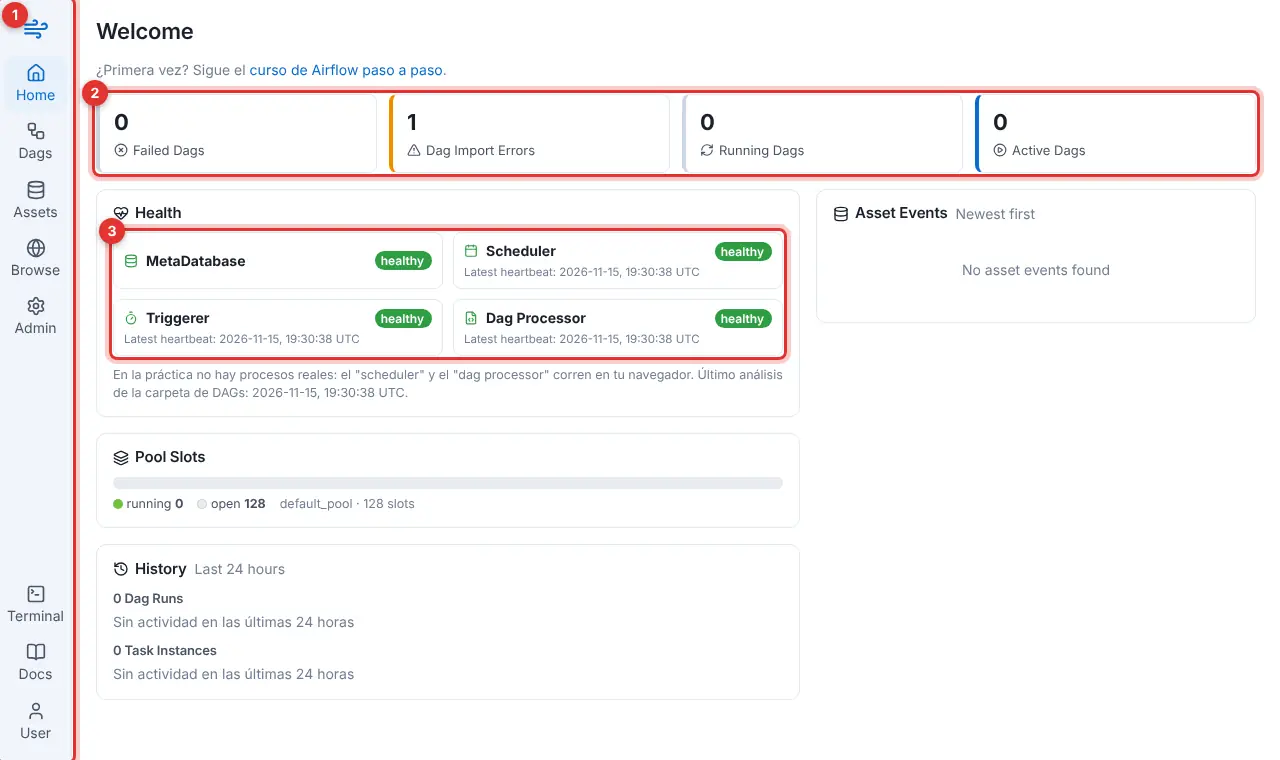 1
Home
Dags
Assets
Browse
Admin
Terminal
Docs
User
Welcome
¿Primera vez? Sigue el curso de Airflow paso a paso.
2
0
Failed Dags
1
Dag Import Errors
0
Running Dags
0
Active Dags
Health
3
MetaDatabase healthy
Scheduler healthy
Latest heartbeat: 2026-11-15, 19:30:38 UTC
Triggerer healthy
Latest heartbeat: 2026-11-15, 19:30:38 UTC
Dag Processor healthy
Latest heartbeat: 2026-11-15, 19:30:38 UTC
En la práctica no hay procesos reales: el "scheduler" y el "dag processor" corren en tu navegador. Último análisis
de la carpeta de DAGs: 2026-11-15, 19:30:38 UTC.
Pool Slots
running 0 open 128 default_pool · 128 slots
History Last 24 hours
0 Dag Runs
Sin actividad en las últimas 24 horas
0 Task Instances
Sin actividad en las últimas 24 horas
Asset Events Newest first
No asset events found